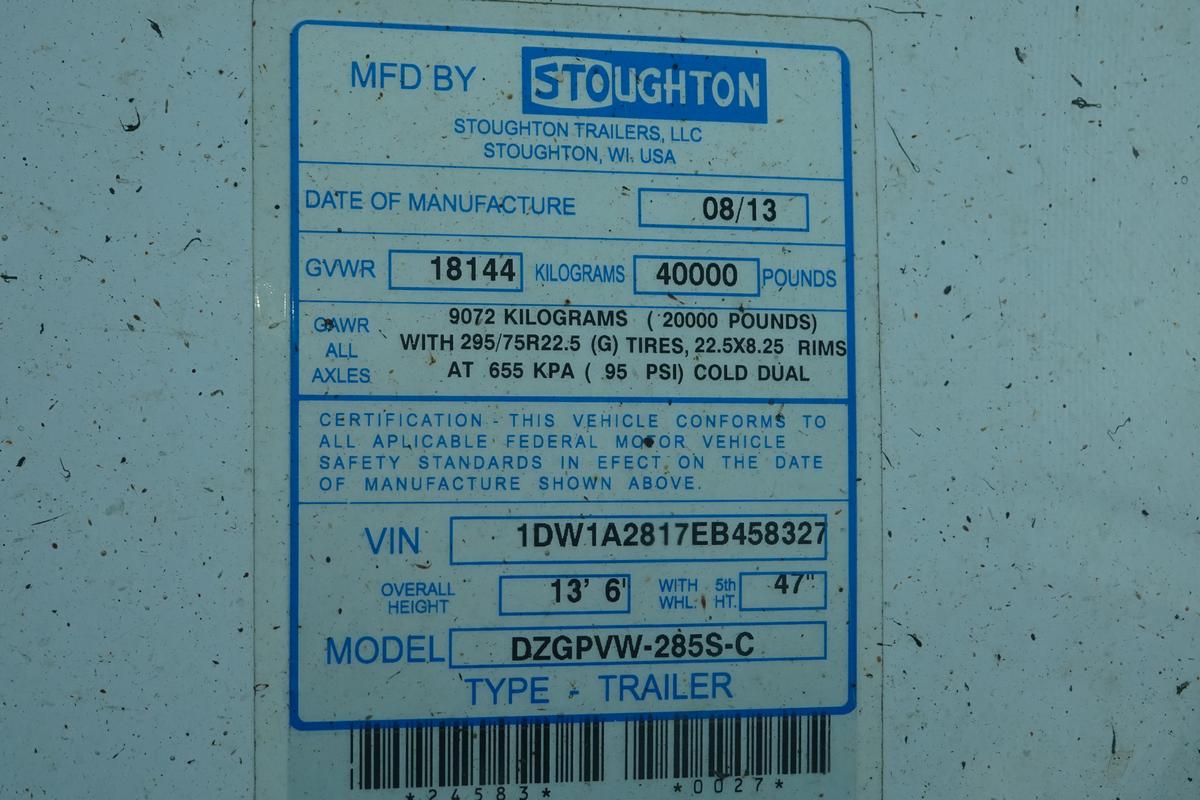 MFD BY STOUGHTON
STOUGHTON TRAILERS, LLC
STOUGHTON, WI. USA
DATE OF MANUFACTURE 08/13
GVWR 18144 KILOGRAMS 40000 POUNDS
GAWR 9072 KILOGRAMS ( 20000 POUNDS)
ALL WITH 295/75R22.5 (G) TIRES, 22.5X8.25 RIMS
AXLES AT 655 KPA ( 95 PSI) COLD DUAL
CERTIFICATION - THIS VEHICLE CONFORMS TO
ALL APLICABLE FEDERAL MOTOR VEHICLE
SAFETY STANDARDS IN EFECT ON THE DATE
OF MANUFACTURE SHOWN ABOVE.
VIN 1DW1A2817EB458327
OVERALL HEIGHT 13' 6" WITH 5th WHL. HT. 47"
MODEL DZGPVW-285S-C
TYPE - TRAILER
*24583* *0027*